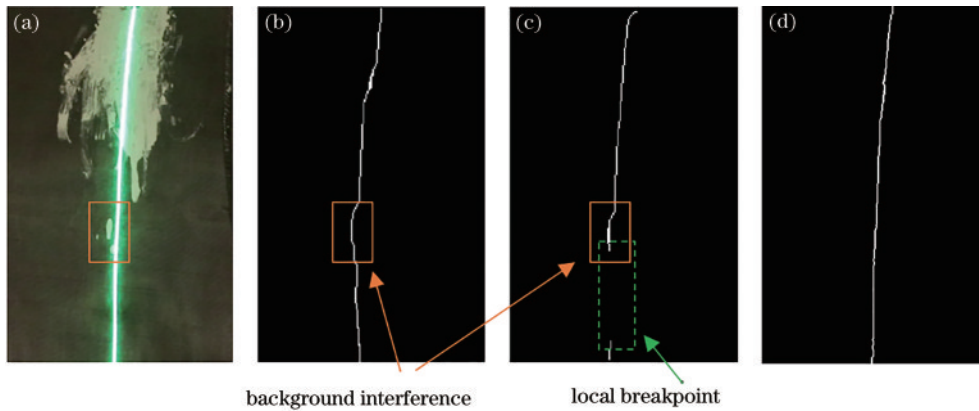 (a)
(b)
(c)
(d)
background interference
local breakpoint